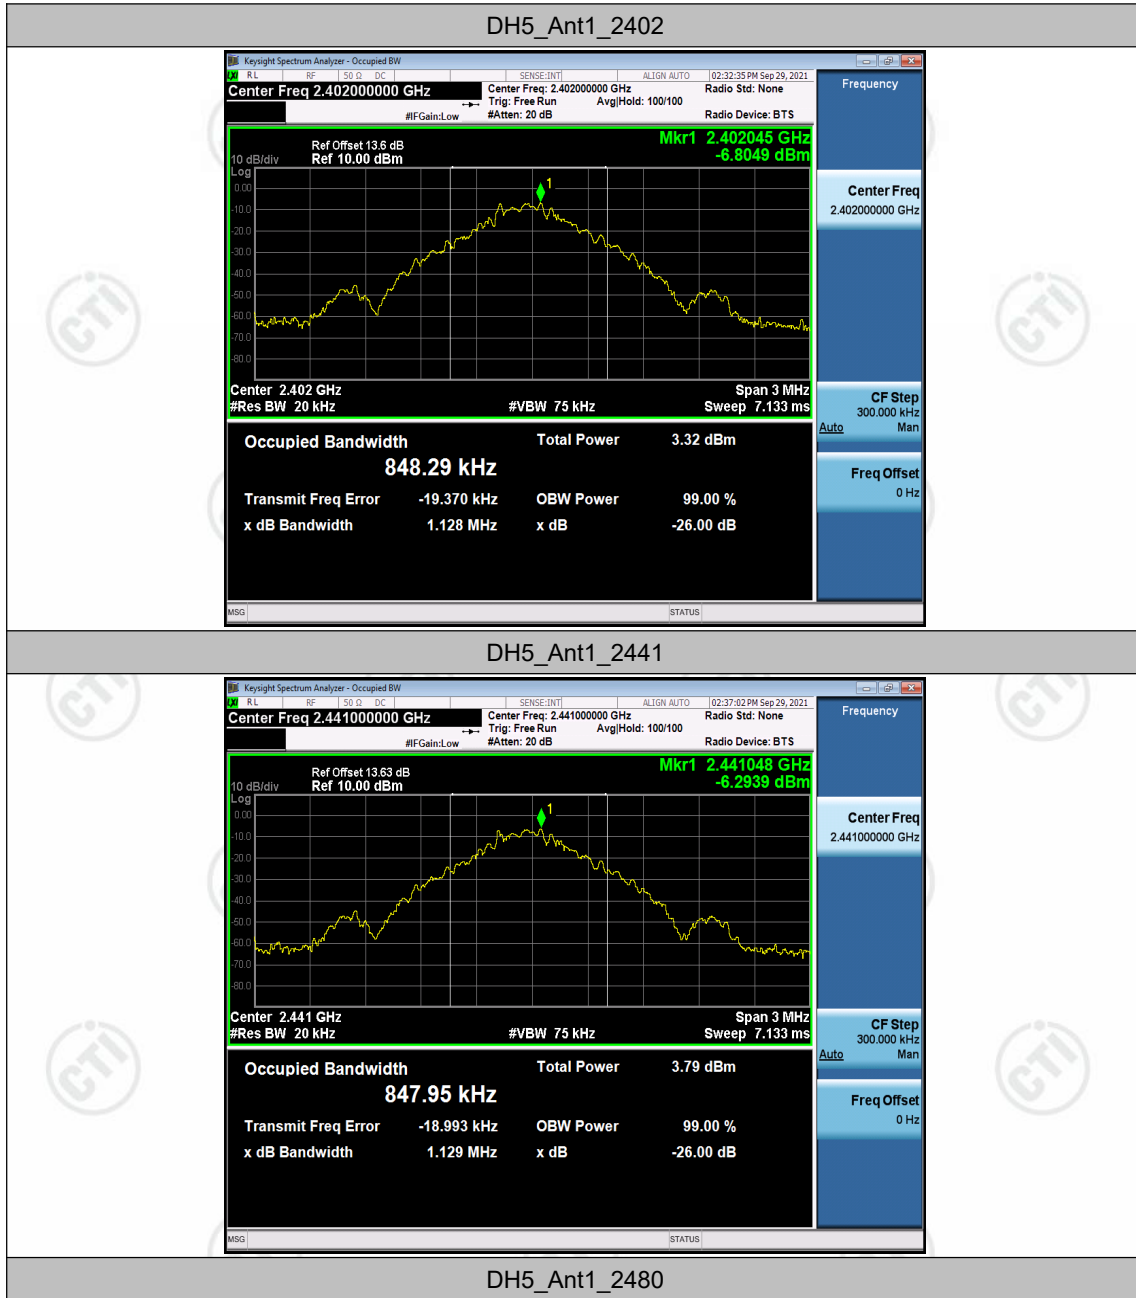 DH5_Ant1_2402
Keysight Spectrum Analyzer - Occupied BW
LXI RL RF 50 Ω DC SENSE:INT ALIGN AUTO 02:32:35 PM Sep 29, 2021
Center Freq 2.402000000 GHz Center Freq: 2.402000000 GHz Radio Std: None Frequency
Trig: Free Run Avg|Hold: 100/100
#IFGain:Low #Atten: 20 dB Radio Device: BTS
Mkr1 2.402045 GHz
Ref Offset 13.6 dB
10 dB/div Ref 10.00 dBm -6.8049 dBm
Log
1
0.00
-10.0
-20.0
-30.0
-40.0
-50.0
-60.0
-70.0
-80.0
Center Freq
2.402000000 GHz
Center 2.402 GHz Span 3 MHz
#Res BW 20 kHz #VBW 75 kHz Sweep 7.133 ms
CF Step
300.000 kHz
Auto Man
Occupied Bandwidth Total Power 3.32 dBm
848.29 kHz
Freq Offset
0 Hz
Transmit Freq Error -19.370 kHz OBW Power 99.00 %
x dB Bandwidth 1.128 MHz x dB -26.00 dB
MSG STATUS
DH5_Ant1_2441
Keysight Spectrum Analyzer - Occupied BW
LXI RL RF 50 Ω DC SENSE:INT ALIGN AUTO 02:37:02 PM Sep 29, 2021
Center Freq 2.441000000 GHz Center Freq: 2.441000000 GHz Radio Std: None Frequency
Trig: Free Run Avg|Hold: 100/100
#IFGain:Low #Atten: 20 dB Radio Device: BTS
Mkr1 2.441048 GHz
Ref Offset 13.63 dB
10 dB/div Ref 10.00 dBm -6.2939 dBm
Log
1
0.00
-10.0
-20.0
-30.0
-40.0
-50.0
-60.0
-70.0
-80.0
Center Freq
2.441000000 GHz
Center 2.441 GHz Span 3 MHz
#Res BW 20 kHz #VBW 75 kHz Sweep 7.133 ms
CF Step
300.000 kHz
Auto Man
Occupied Bandwidth Total Power 3.79 dBm
847.95 kHz
Freq Offset
0 Hz
Transmit Freq Error -18.993 kHz OBW Power 99.00 %
x dB Bandwidth 1.129 MHz x dB -26.00 dB
MSG STATUS
DH5_Ant1_2480
CTI
CTI
CTI
CTI
CTI
CTI